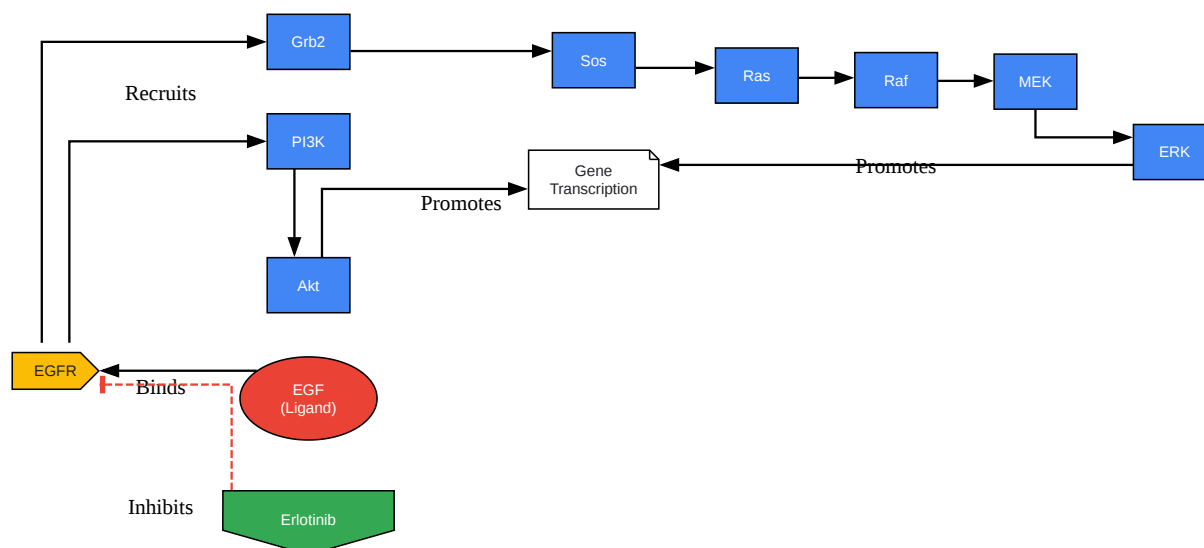 Grb2
Sos
Ras
Raf
MEK
Recruits
PI3K
ERK
Gene
Transcription
Promotes
Promotes
Akt
EGFR
Binds
EGF
(Ligand)
Inhibits
Erlotinib